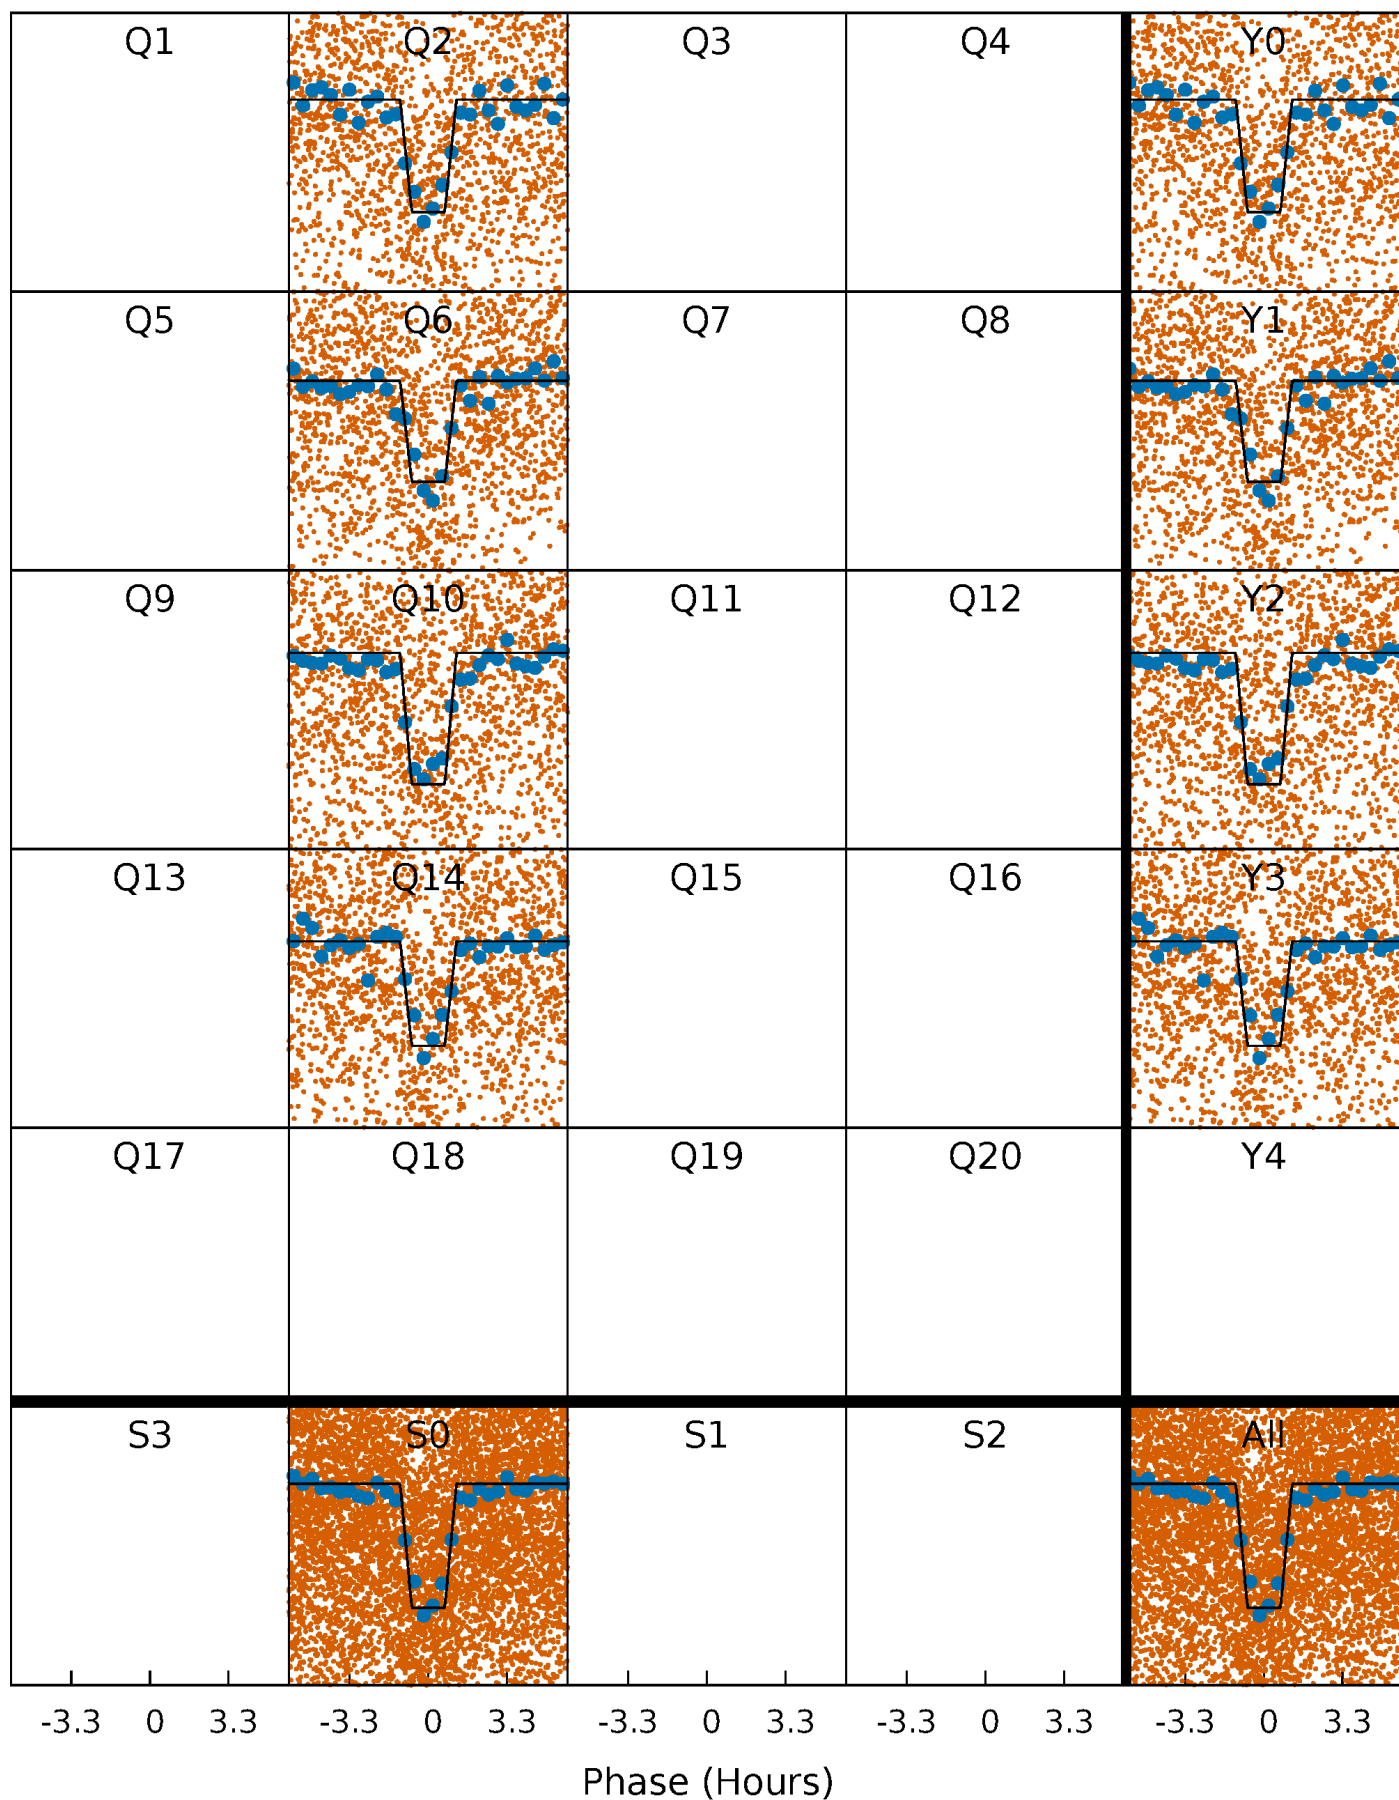 Q1 Q2 Q3 Q4 Y0
Q5 Q6 Q7 Q8 Y1
Q9 Q10 Q11 Q12 Y2
Q13 Q14 Q15 Q16 Y3
Q17 Q18 Q19 Q20 Y4
S3 S0 S1 S2 All
-3.3 0 3.3 -3.3 0 3.3 -3.3 0 3.3 -3.3 0 3.3 -3.3 0 3.3
Phase (Hours)